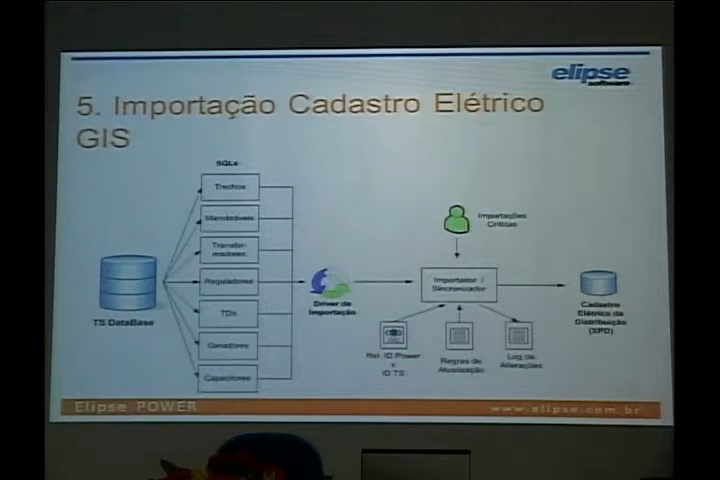 elipse
software
5. Importação Cadastro Elétrico
GIS
SQLs
Trechos
Manobráveis
Transfor-
madores
Reguladores
TDs
Geradores
Capacitores
TS DataBase
Driver de
Importação
Importações
Críticas
Importador /
Sincronizador
Rel. ID Power
x
ID TS
Regras de
Atualização
Log de
Alterações
Cadastro
Elétrico da
Distribuição
(XPD)
Elipse POWER
www.elipse.com.br